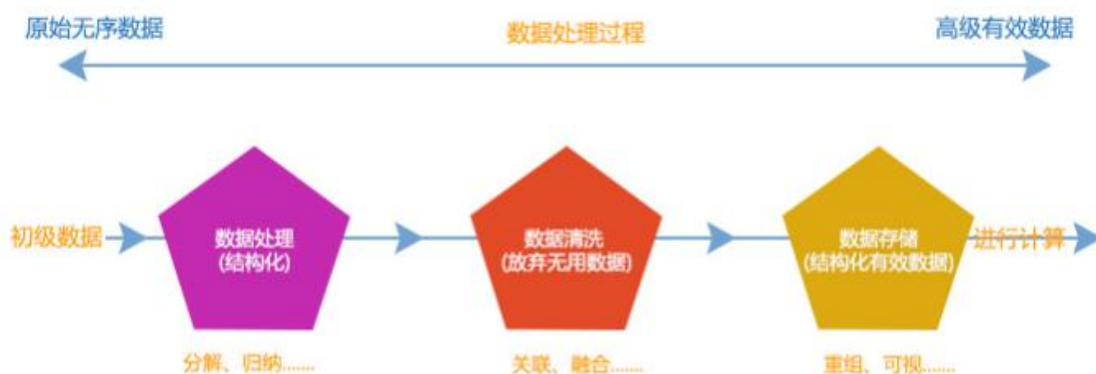 原始无序数据 数据处理过程 高级有效数据
初级数据
数据处理
(结构化)
数据清洗
(放弃无用数据)
数据存储
(结构化有效数据)
进行计算
分解、归纳.......
关联、融合.......
重组、可视.......